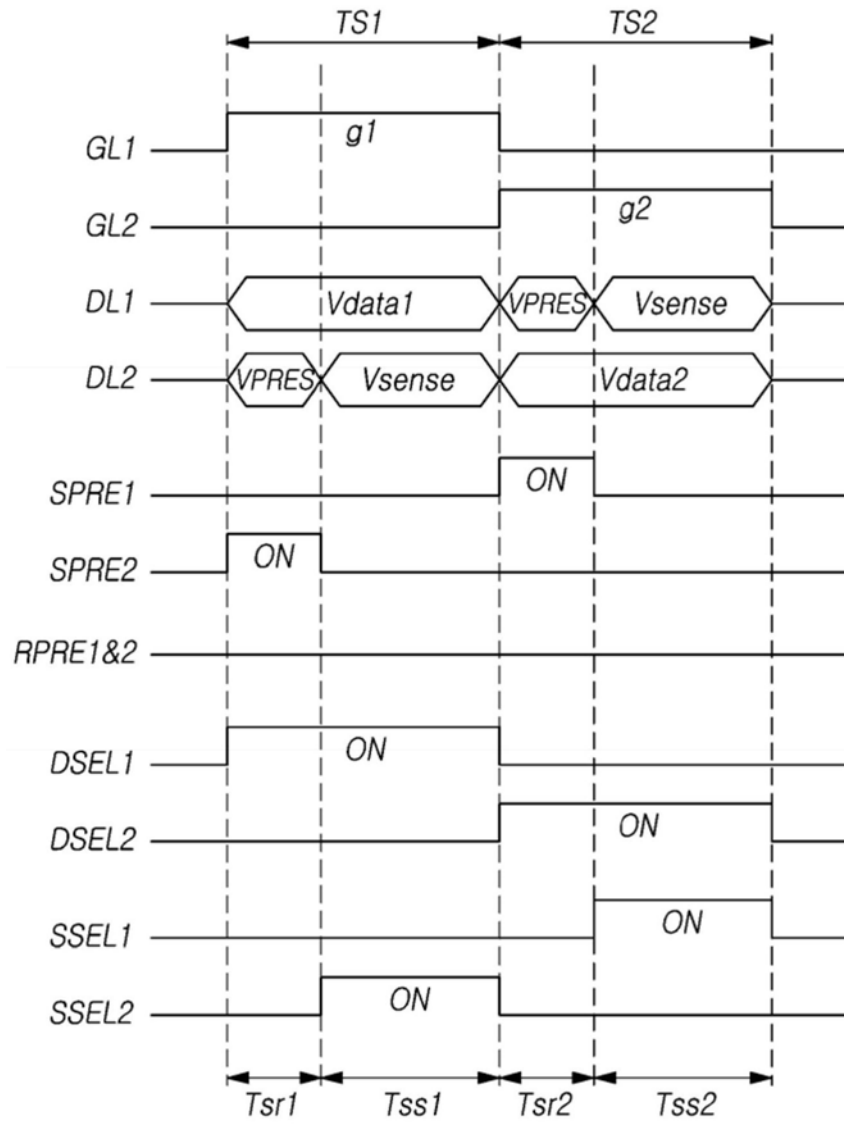 TS1 TS2
GL1 g1
GL2 g2
DL1 Vdata1 VPRES Vsense
DL2 VPRES Vsense Vdata2
SPRE1 ON
SPRE2 ON
RPRE1&2
DSEL1 ON
DSEL2 ON
SSEL1 ON
SSEL2 ON
Tsr1 Tss1 Tsr2 Tss2